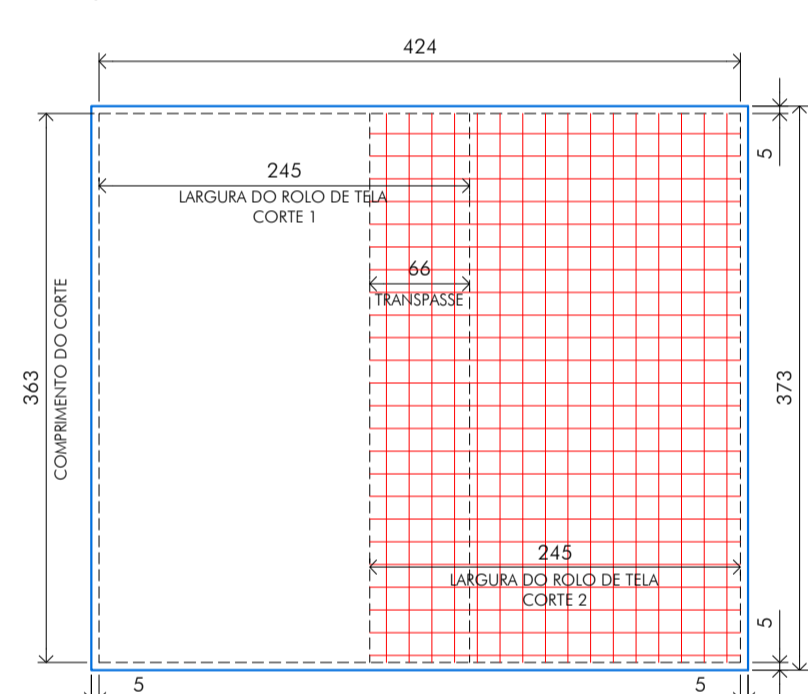 424
5
245
LARGURA DO ROLO DE TELA
CORTE 1
66
TRANSPASSE
363
COMPRIMENTO DO CORTE
373
245
LARGURA DO ROLO DE TELA
CORTE 2
5
5
5